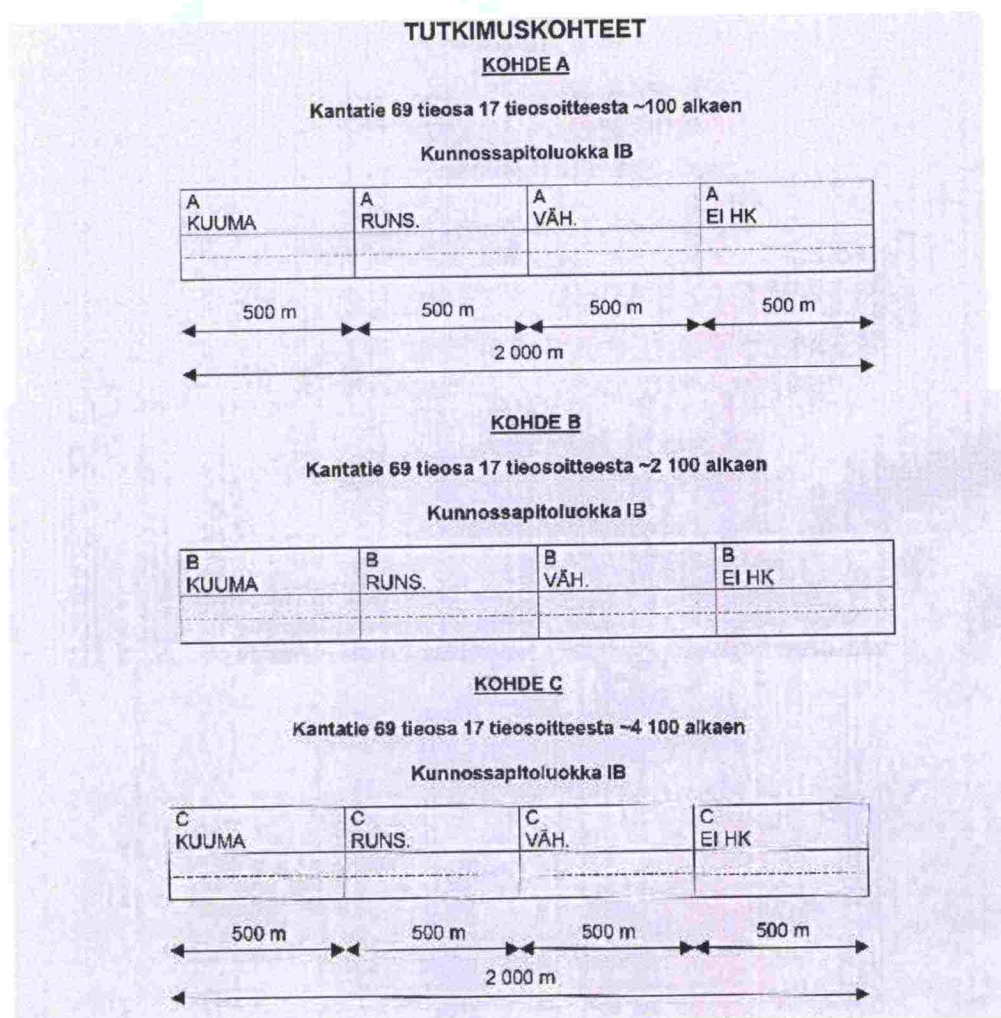 TUTKIMUSKOHTEET
KOHDE A
Kantatie 69 tieosa 17 tieosoitteesta ~100 alkaen
Kunnossapitoluokka IB
A A A A
KUUMA RUNS. VÄH. EI HK
500 m 500 m 500 m 500 m
2 000 m
KOHDE B
Kantatie 69 tieosa 17 tieosoitteesta ~2 100 alkaen
Kunnossapitoluokka IB
B B B B
KUUMA RUNS. VÄH. EI HK
KOHDE C
Kantatie 69 tieosa 17 tieosoitteesta ~4 100 alkaen
Kunnossapitoluokka IB
C C C C
KUUMA RUNS. VÄH. EI HK
500 m 500 m 500 m 500 m
2 000 m